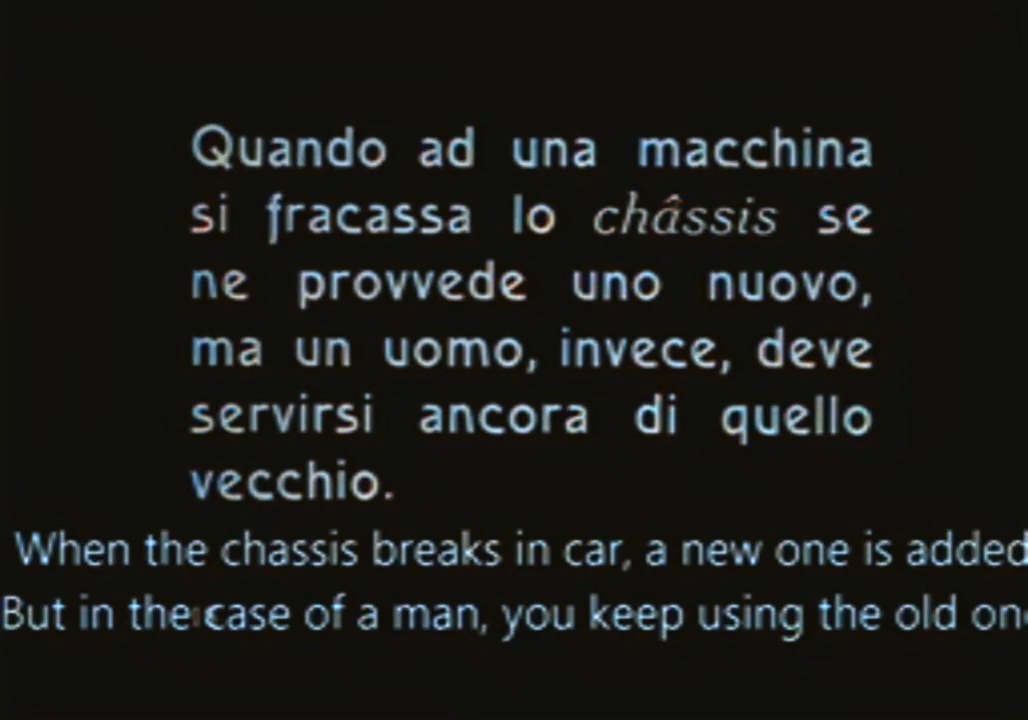 Quando ad una macchina
si fracassa lo châssis se
ne provvede uno nuovo,
ma un uomo, invece, deve
servirsi ancora di quello
vecchio.
When the chassis breaks in car, a new one is added
But in the case of a man, you keep using the old on